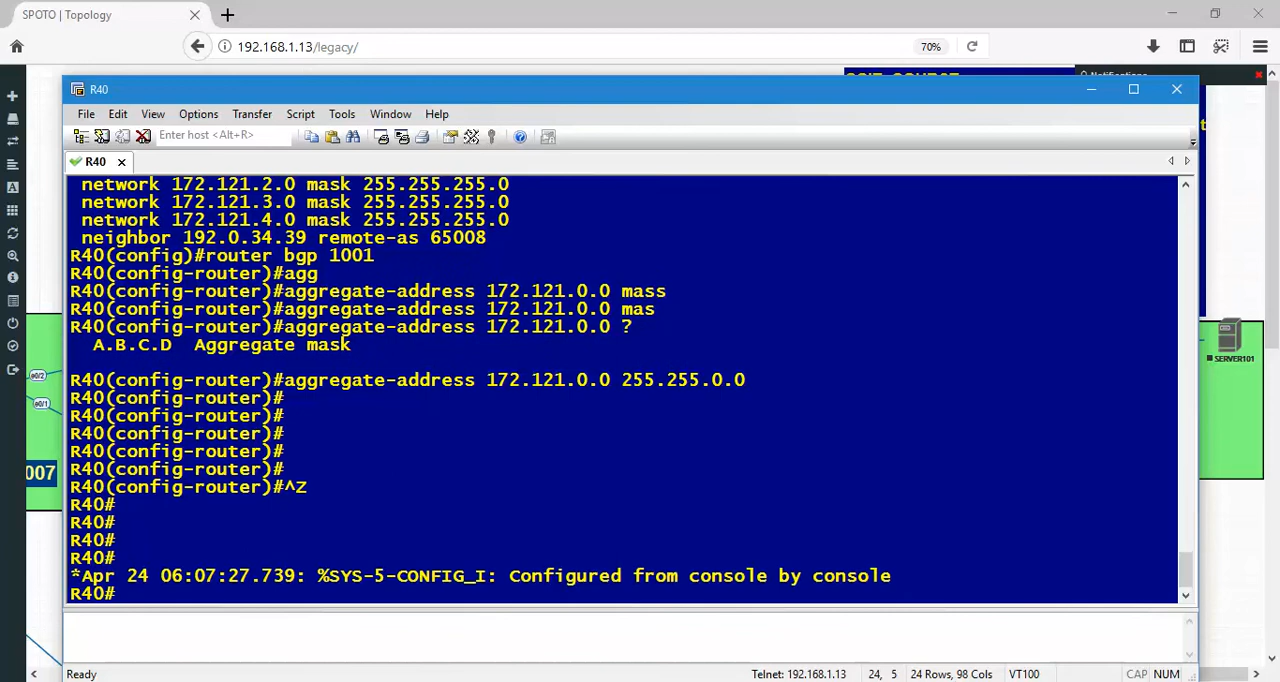 SPOTO | Topology
192.168.1.13/legacy/
70%
R40
File Edit View Options Transfer Script Tools Window Help
Enter host <Alt+R>
R40
network 172.121.2.0 mask 255.255.255.0
network 172.121.3.0 mask 255.255.255.0
network 172.121.4.0 mask 255.255.255.0
neighbor 192.0.34.39 remote-as 65008
R40(config)#router bgp 1001
R40(config-router)#agg
R40(config-router)#aggregate-address 172.121.0.0 mass
R40(config-router)#aggregate-address 172.121.0.0 mas
R40(config-router)#aggregate-address 172.121.0.0 ?
A.B.C.D Aggregate mask
R40(config-router)#aggregate-address 172.121.0.0 255.255.0.0
R40(config-router)#
R40(config-router)#
R40(config-router)#
R40(config-router)#
R40(config-router)#
R40(config-router)#^Z
R40#
R40#
R40#
R40#
*Apr 24 06:07:27.739: %SYS-5-CONFIG_I: Configured from console by console
R40#
e0/2
e0/1
007
SERVER101
Ready
Telnet: 192.168.1.13
24, 5
24 Rows, 98 Cols
VT100
CAP NUM